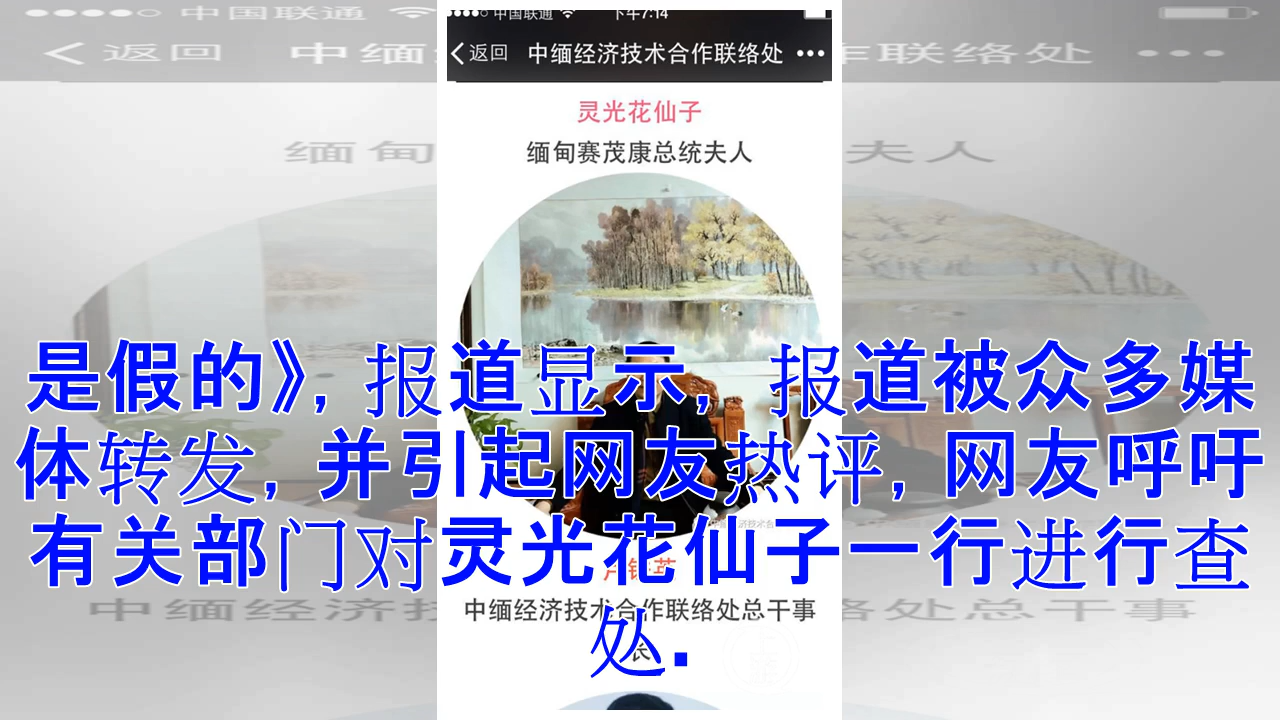 中国联通 下午7:14
返回 中缅经济技术合作联络处
灵光花仙子
缅甸赛茂康总统夫人
是假的》,报道显示, 报道被众多媒
体转发,并引起网友热评,网友呼吁
有关部门对灵光花仙子一行进行查
处.
中缅经济技术合作联络处总干事
长